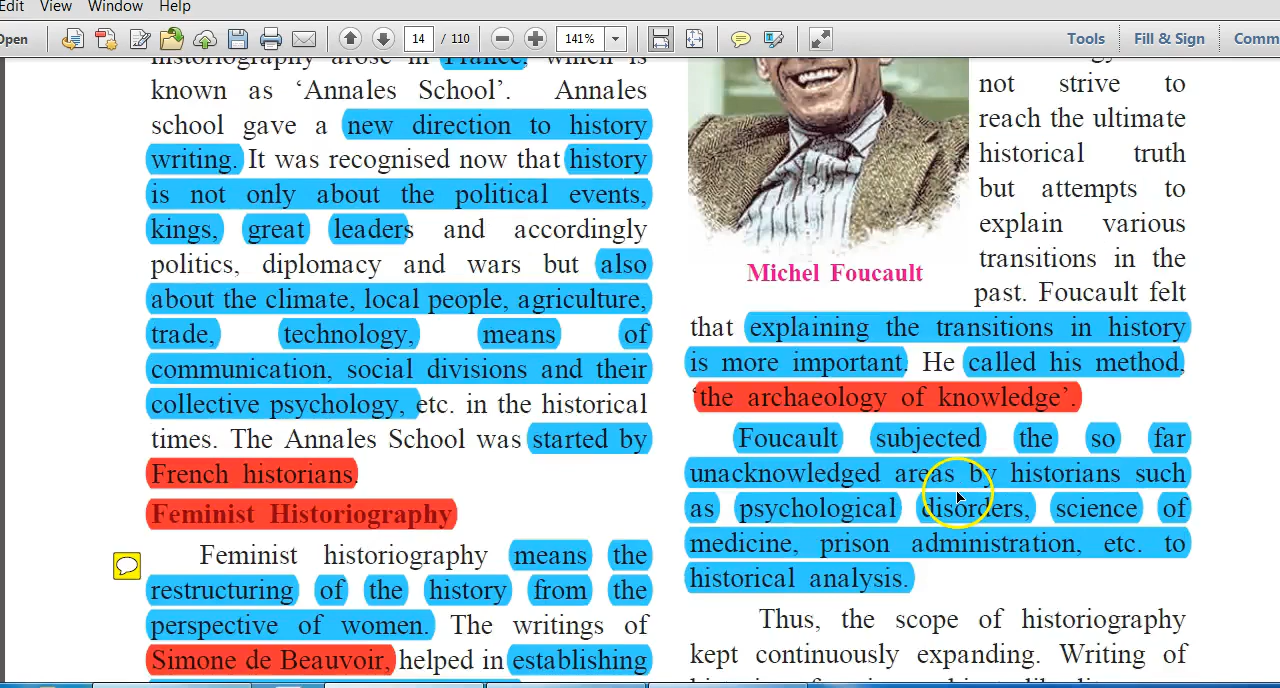 Edit View Window Help
Open 14 / 110 141% Tools Fill & Sign Comm
historiography arose in France, which is
known as ‘Annales School’. Annales
school gave a new direction to history
writing. It was recognised now that history
is not only about the political events,
kings, great leaders and accordingly
politics, diplomacy and wars but also
about the climate, local people, agriculture,
trade, technology, means of
communication, social divisions and their
collective psychology, etc. in the historical
times. The Annales School was started by
French historians.
Feminist Historiography
Feminist historiography means the
restructuring of the history from the
perspective of women. The writings of
Simone de Beauvoir, helped in establishing
not strive to
reach the ultimate
historical truth
but attempts to
explain various
transitions in the
past. Foucault felt
Michel Foucault
that explaining the transitions in history
is more important. He called his method,
‘the archaeology of knowledge’.
Foucault subjected the so far
unacknowledged areas by historians such
as psychological disorders, science of
medicine, prison administration, etc. to
historical analysis.
Thus, the scope of historiography
kept continuously expanding. Writing of